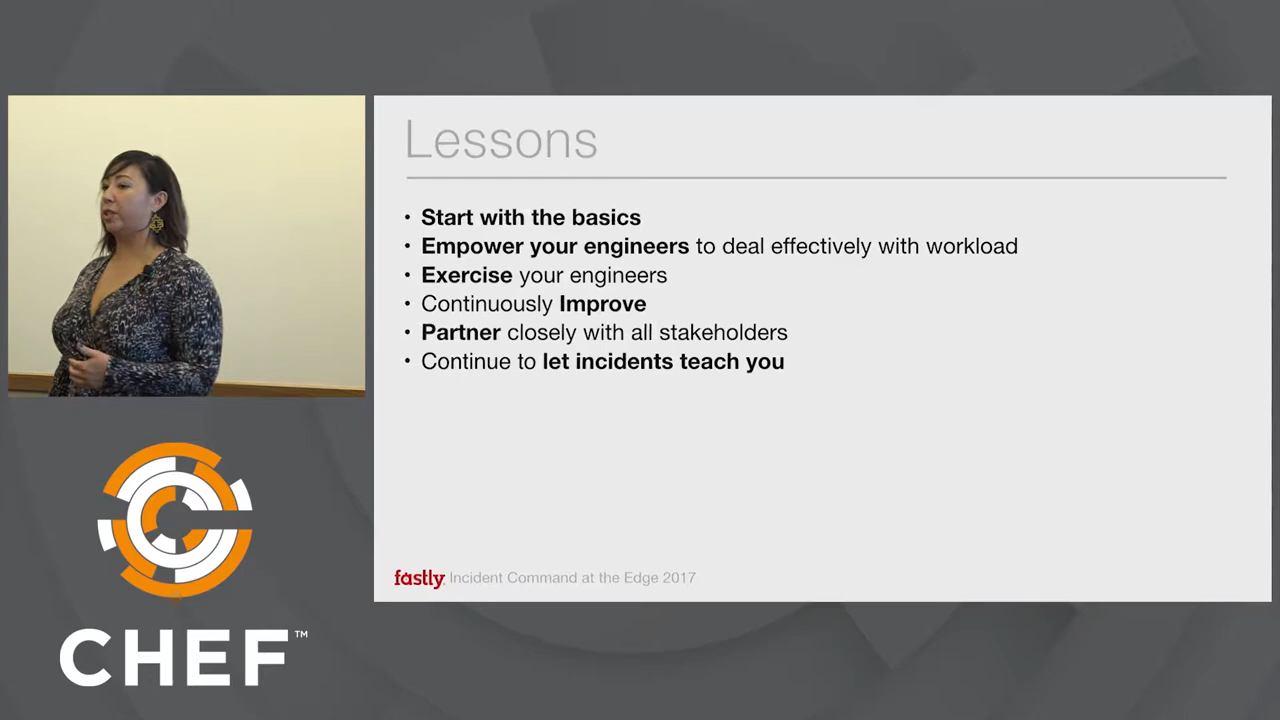 Lessons
• Start with the basics
• Empower your engineers to deal effectively with workload
• Exercise your engineers
• Continuously Improve
• Partner closely with all stakeholders
• Continue to let incidents teach you
fastly Incident Command at the Edge 2017
CHEF™